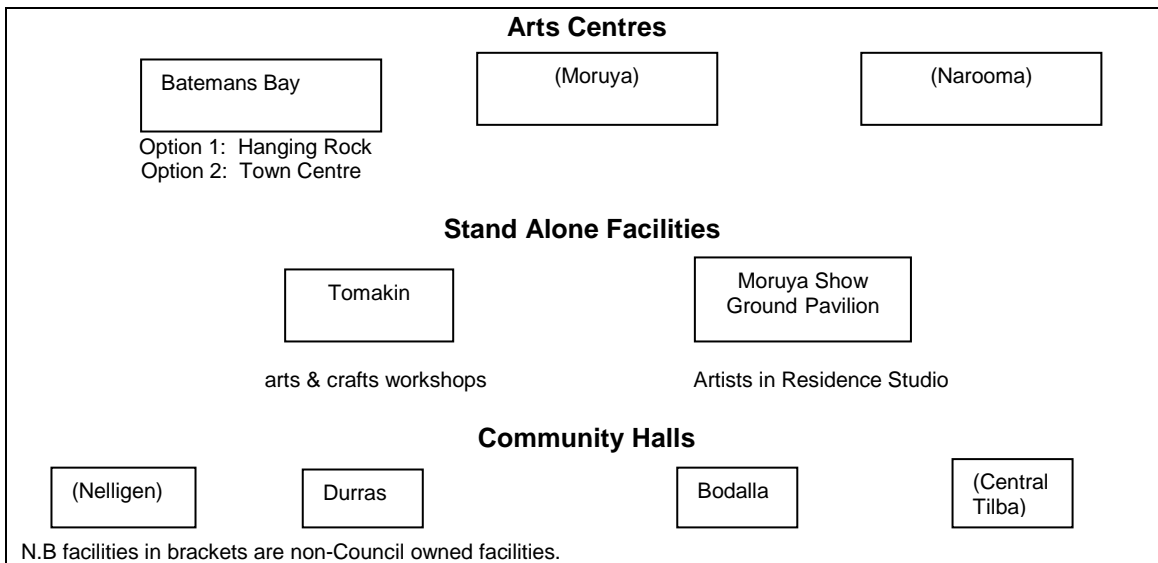 Arts Centres
Batemans Bay
(Moruya)
(Narooma)
Option 1: Hanging Rock
Option 2: Town Centre
Stand Alone Facilities
Tomakin
Moruya Show
Ground Pavilion
arts & crafts workshops
Artists in Residence Studio
Community Halls
(Nelligen)
Durras
Bodalla
(Central
Tilba)
N.B facilities in brackets are non-Council owned facilities.